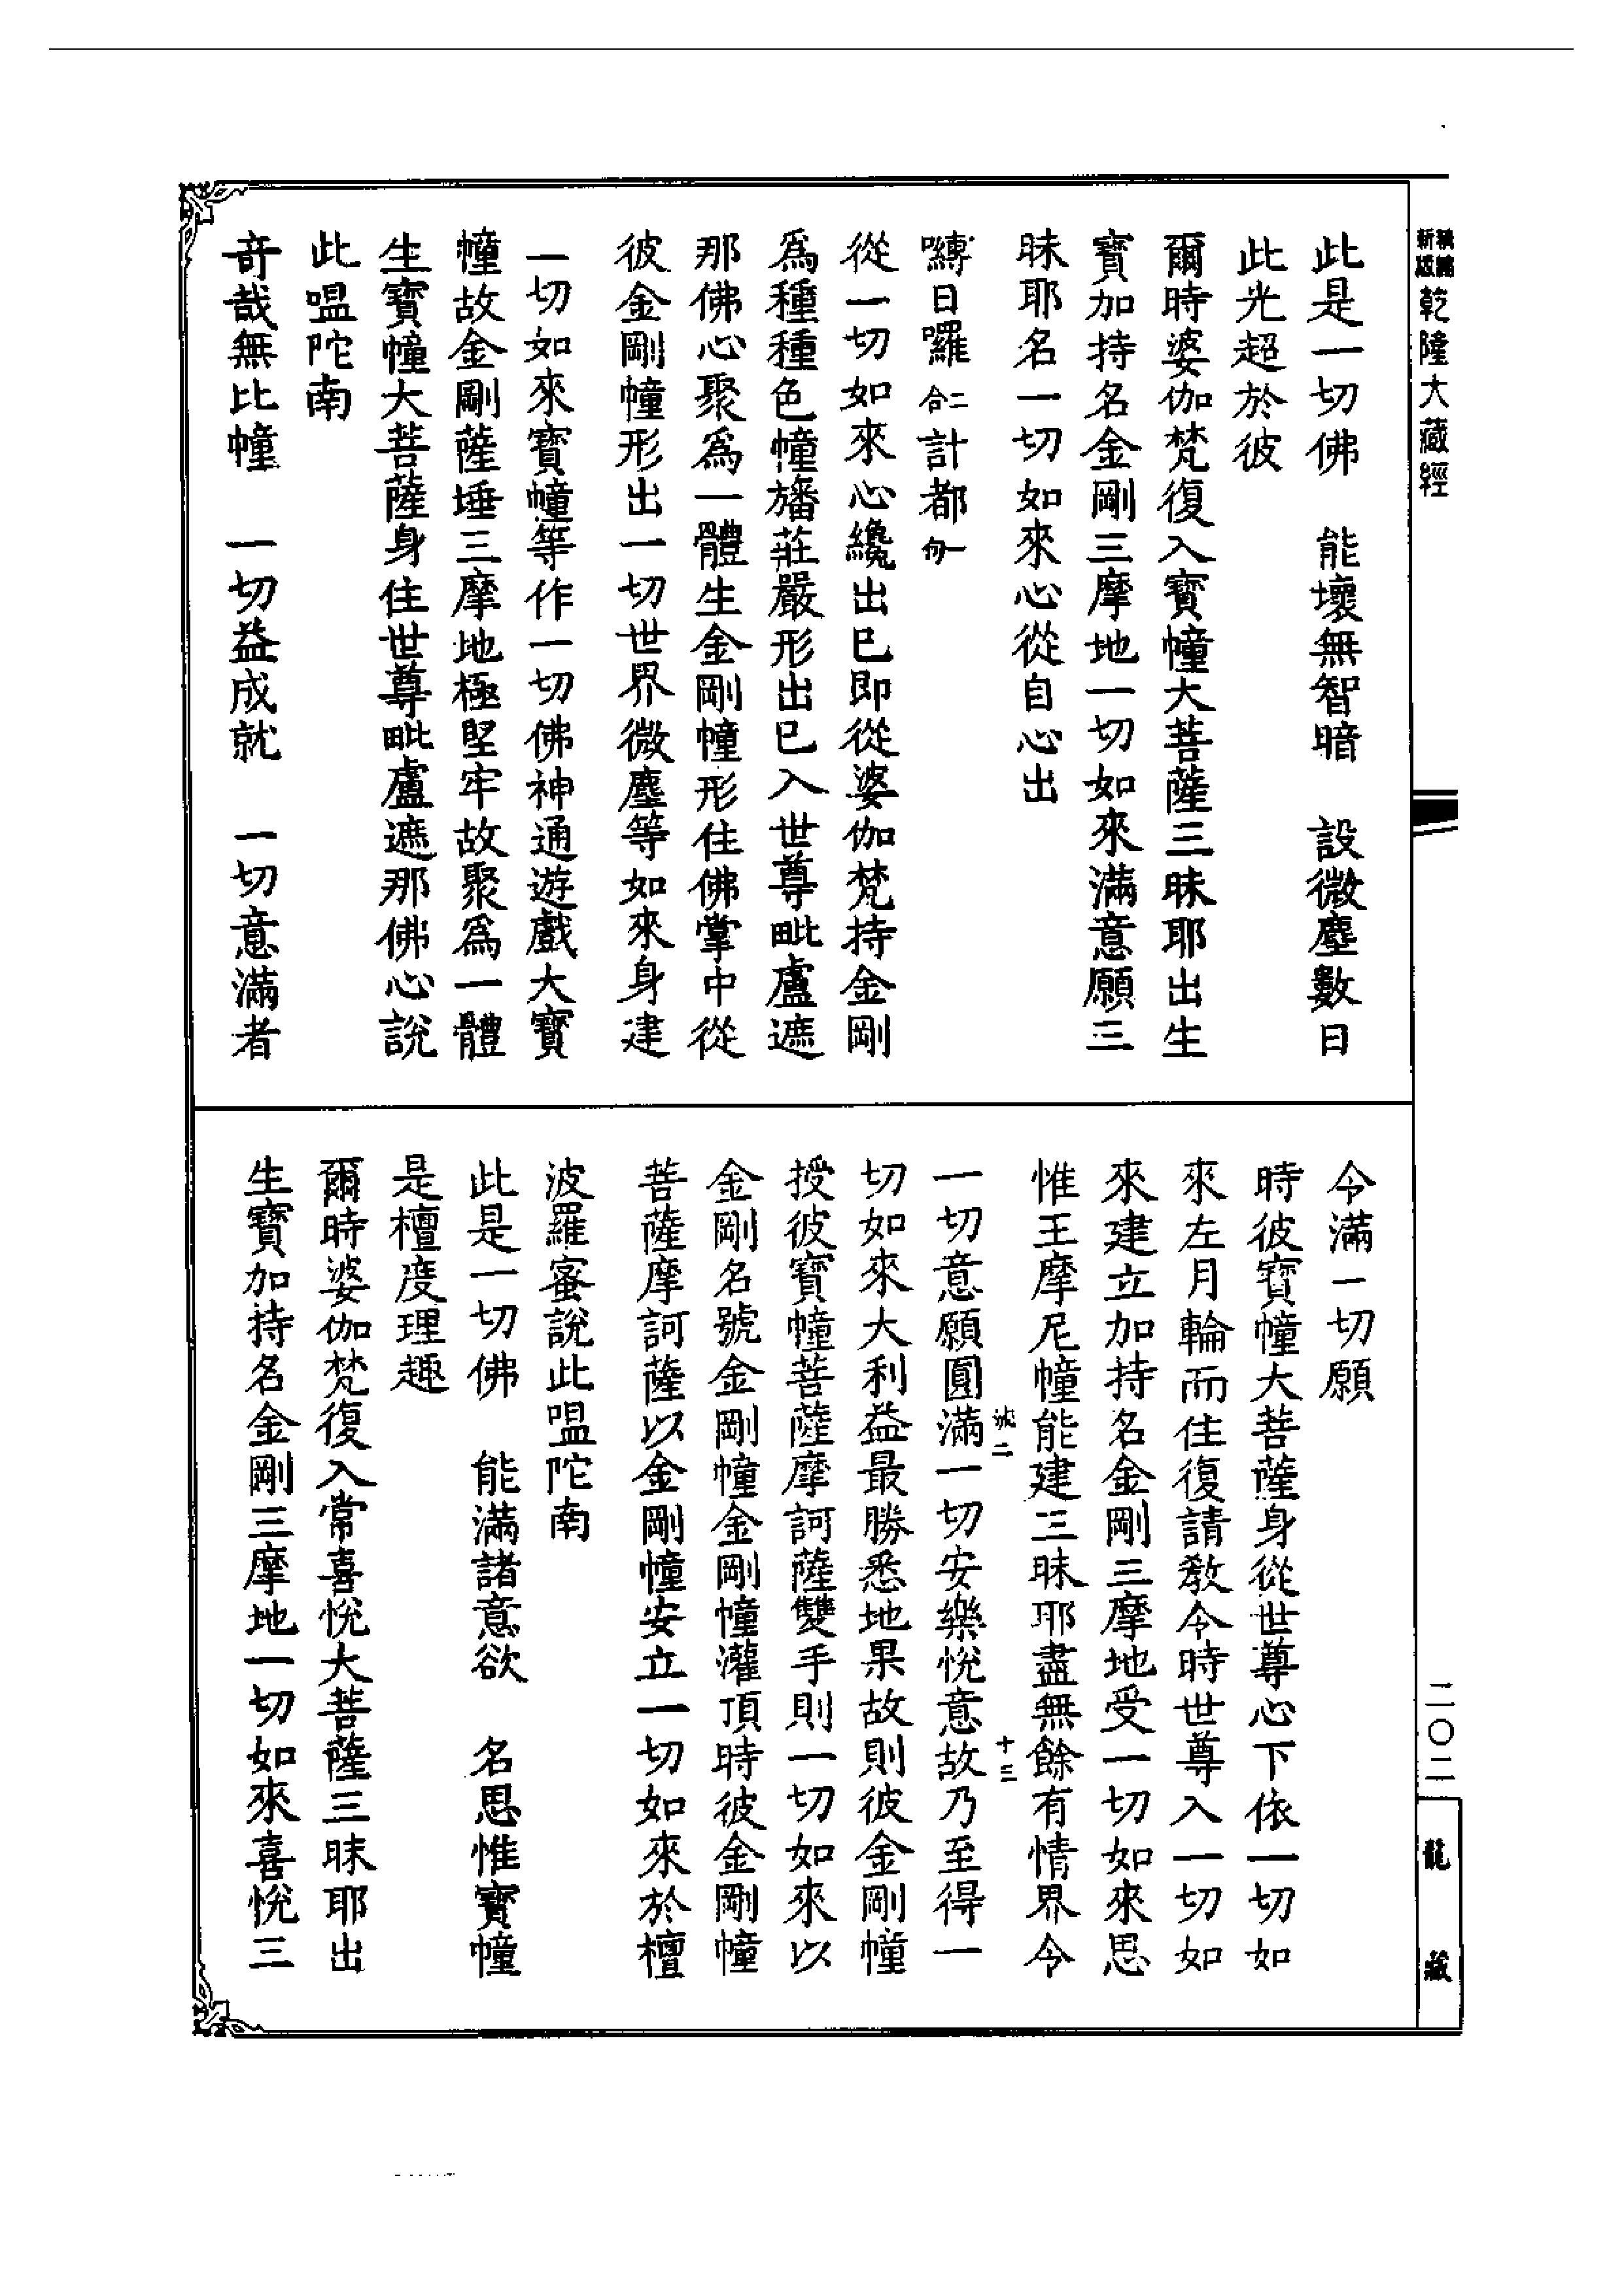 精編新版乾隆大藏經
此是一切佛　能壞無智暗　設微塵數日
此光超於彼
爾時婆伽梵復入寶幢大菩薩三昧耶出生
寶加持名金剛三摩地一切如來滿意願三
昧耶名一切如來心從自心出
嚩日囉二合計都一句
從一切如來心纔出已即從婆伽梵持金剛
為種種色幢旛莊嚴形出已入世尊毗盧遮
那佛心聚為一體生金剛幢形住佛掌中從
彼金剛幢形出一切世界微塵等如來身建
一切如來寶幢等作一切佛神通遊戲大寶
幢故金剛薩埵三摩地極堅牢故聚為一體
生寶幢大菩薩身住世尊毗盧遮那佛心說
此嗢陀南
奇哉無比幢　一切益成就　一切意滿者
今滿一切願
時彼寶幢大菩薩身從世尊心下依一切如
來左月輪而住復請教令時世尊入一切如
來建立加持名金剛三摩地受一切如來思
惟王摩尼幢能建三昧耶盡無餘有情界令
號二　十三
一切意願圓滿一切安樂悅意故乃至得一
切如來大利益最勝悉地果故則彼金剛幢
授彼寶幢菩薩摩訶薩雙手則一切如來以
金剛名號金剛幢金剛幢灌頂時彼金剛幢
菩薩摩訶薩以金剛幢安立一切如來於檀
波羅蜜說此嗢陀南
此是一切佛　能滿諸意欲　名思惟寶幢
是檀度理趣
爾時婆伽梵復入常喜悅大菩薩三昧耶出
生寶加持名金剛三摩地一切如來喜悅三
二〇二
龍藏